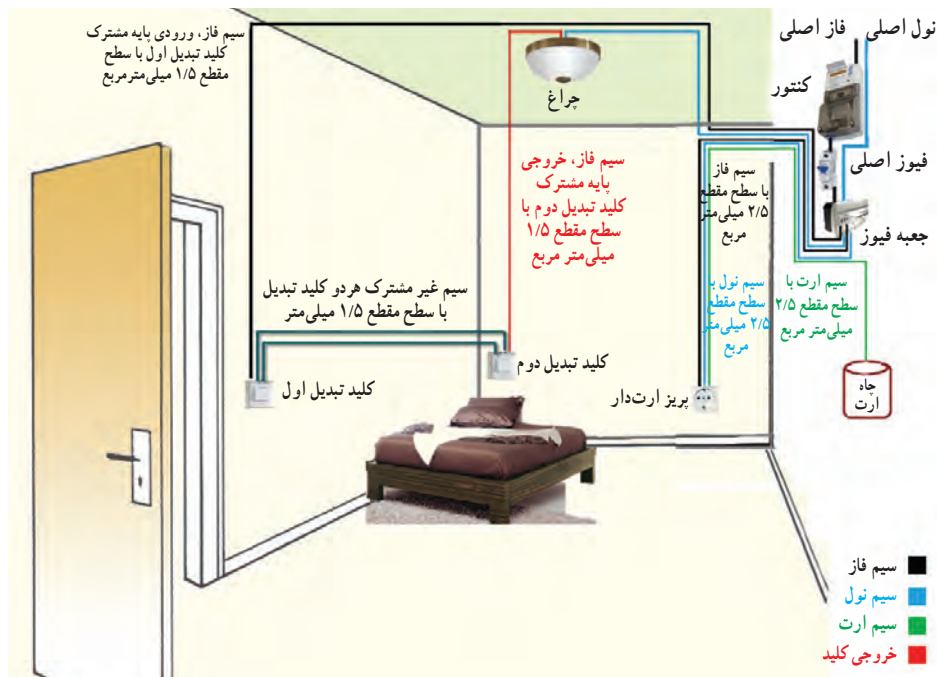 نول اصلی
فاز اصلی
سیم فاز، ورودی پایه مشترک
کلید تبدیل اول با سطح
مقطع ۱/۵ میلی‌مترمربع
کنتور
چراغ
فیوز اصلی
جعبه فیوز
سیم فاز، خروجی
پایه مشترک
کلید تبدیل دوم با
سطح مقطع ۱/۵
میلی‌متر مربع
سیم فاز
با سطح مقطع
۲/۵ میلی‌متر
مربع
سیم غیر مشترک هردو کلید تبدیل
با سطح مقطع ۱/۵ میلی‌متر
سیم نول با
سطح مقطع
۲/۵ میلی‌متر
مربع
سیم ارت با
سطح مقطع ۲/۵
میلی‌متر مربع
کلید تبدیل دوم
کلید تبدیل اول
پریز ارت‌دار
چاه
ارت
سیم فاز
سیم نول
سیم ارت
خروجی کلید